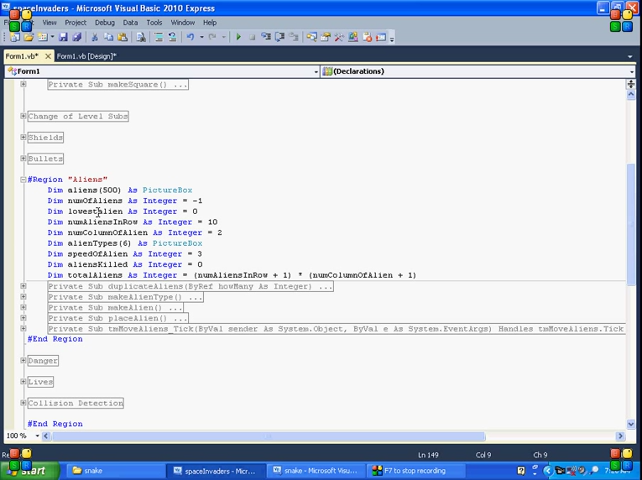 spaceInvaders - Microsoft Visual Basic 2010 Express
View Project Debug Data Tools Window Help
Form1.vb* Form1.vb [Design]*
Form1 (Declarations)
Private Sub makeSquare() ...
Change of Level Subs
Shields
Bullets
#Region "Aliens"
Dim aliens(500) As PictureBox
Dim numOfAliens As Integer = -1
Dim lowestAlien As Integer = 0
Dim numAliensInRow As Integer = 10
Dim numColumnOfAlien As Integer = 2
Dim alienTypes(6) As PictureBox
Dim speedOfAlien As Integer = 3
Dim aliensKilled As Integer = 0
Dim totalAliens As Integer = (numAliensInRow + 1) * (numColumnOfAlien + 1)
Private Sub duplicateAliens(ByRef howMany As Integer) ...
Private Sub makeAlienType() ...
Private Sub makeAlien() ...
Private Sub placeAlien() ...
Private Sub tmMoveAliens_Tick(ByVal sender As System.Object, ByVal e As System.EventArgs) Handles tmMoveAliens.Tick
#End Region
Danger
Lives
Collision Detection
#End Region
100 %
Ln 149 Col 9 Ch 9
start snake spaceInvaders - Micr... snake - Microsoft Visu... F7 to stop recording